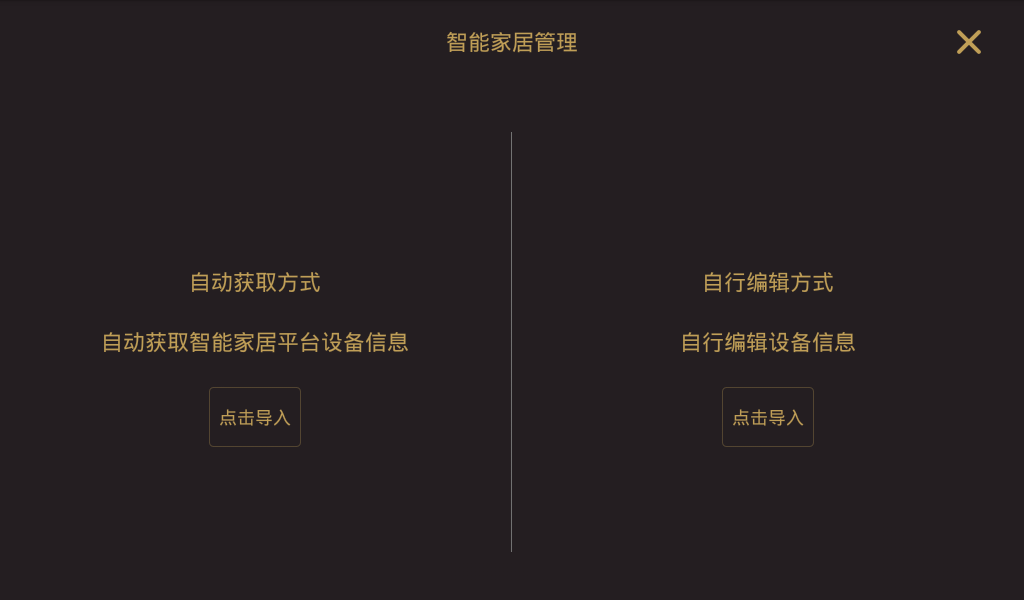 智能家居管理
自动获取方式
自动获取智能家居平台设备信息
点击导入
自行编辑方式
自行编辑设备信息
点击导入